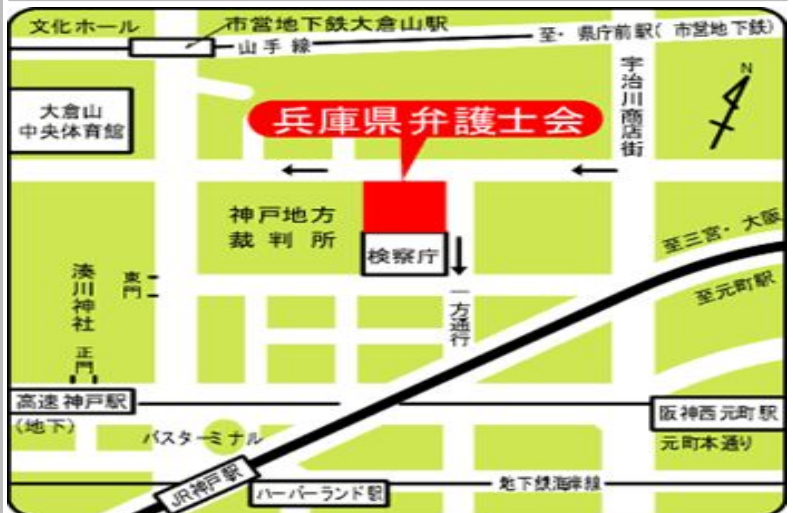 文化ホール
市営地下鉄大倉山駅
山手線
至・県庁前駅(市営地下鉄)
宇治川商店街
N
大倉山
中央体育館
兵庫県弁護士会
神戸地方
裁判所
検察庁
至三宮・大阪
至元町駅
湊川神社
東門
正門
一方通行
高速神戸駅
(地下)
阪神西元町駅
元町本通り
バスターミナル
JR神戸駅
ハーバーランド駅
地下鉄海岸線